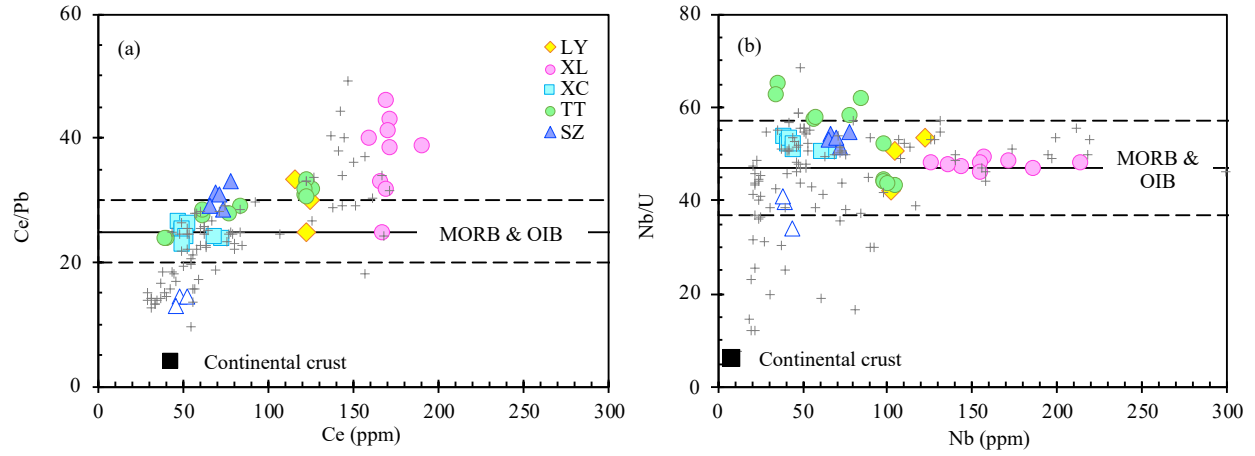 60
40
20
0
Ce/Pb
(a)
LY
XL
XC
TT
SZ
MORB & OIB
Continental crust
0
50
100
150
200
250
300
Ce (ppm)
80
60
40
20
0
Nb/U
(b)
MORB &
OIB
Continental crust
0
50
100
150
200
250
300
Nb (ppm)